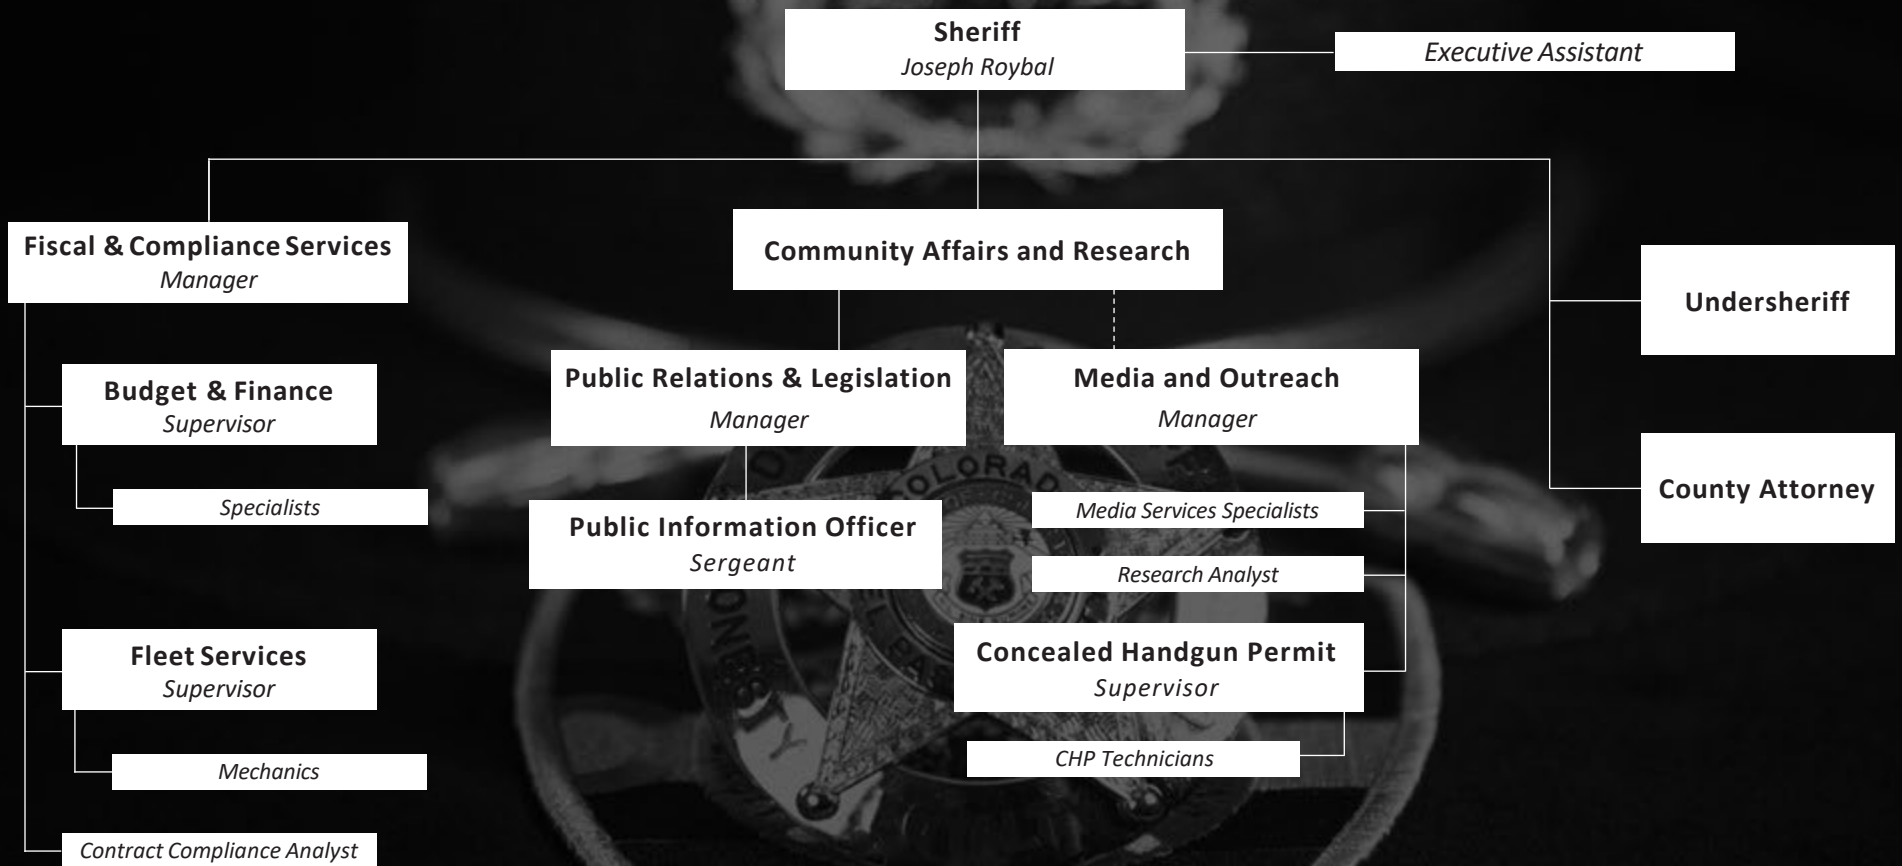 Sheriff
Joseph Roybal
Executive Assistant
Fiscal & Compliance Services
Manager
Community Affairs and Research
Undersheriff
County Attorney
Budget & Finance
Supervisor
Specialists
Fleet Services
Supervisor
Mechanics
Contract Compliance Analyst
Public Relations & Legislation
Manager
Public Information Officer
Sergeant
Media and Outreach
Manager
Media Services Specialists
Research Analyst
Concealed Handgun Permit
Supervisor
CHP Technicians
HONESTY